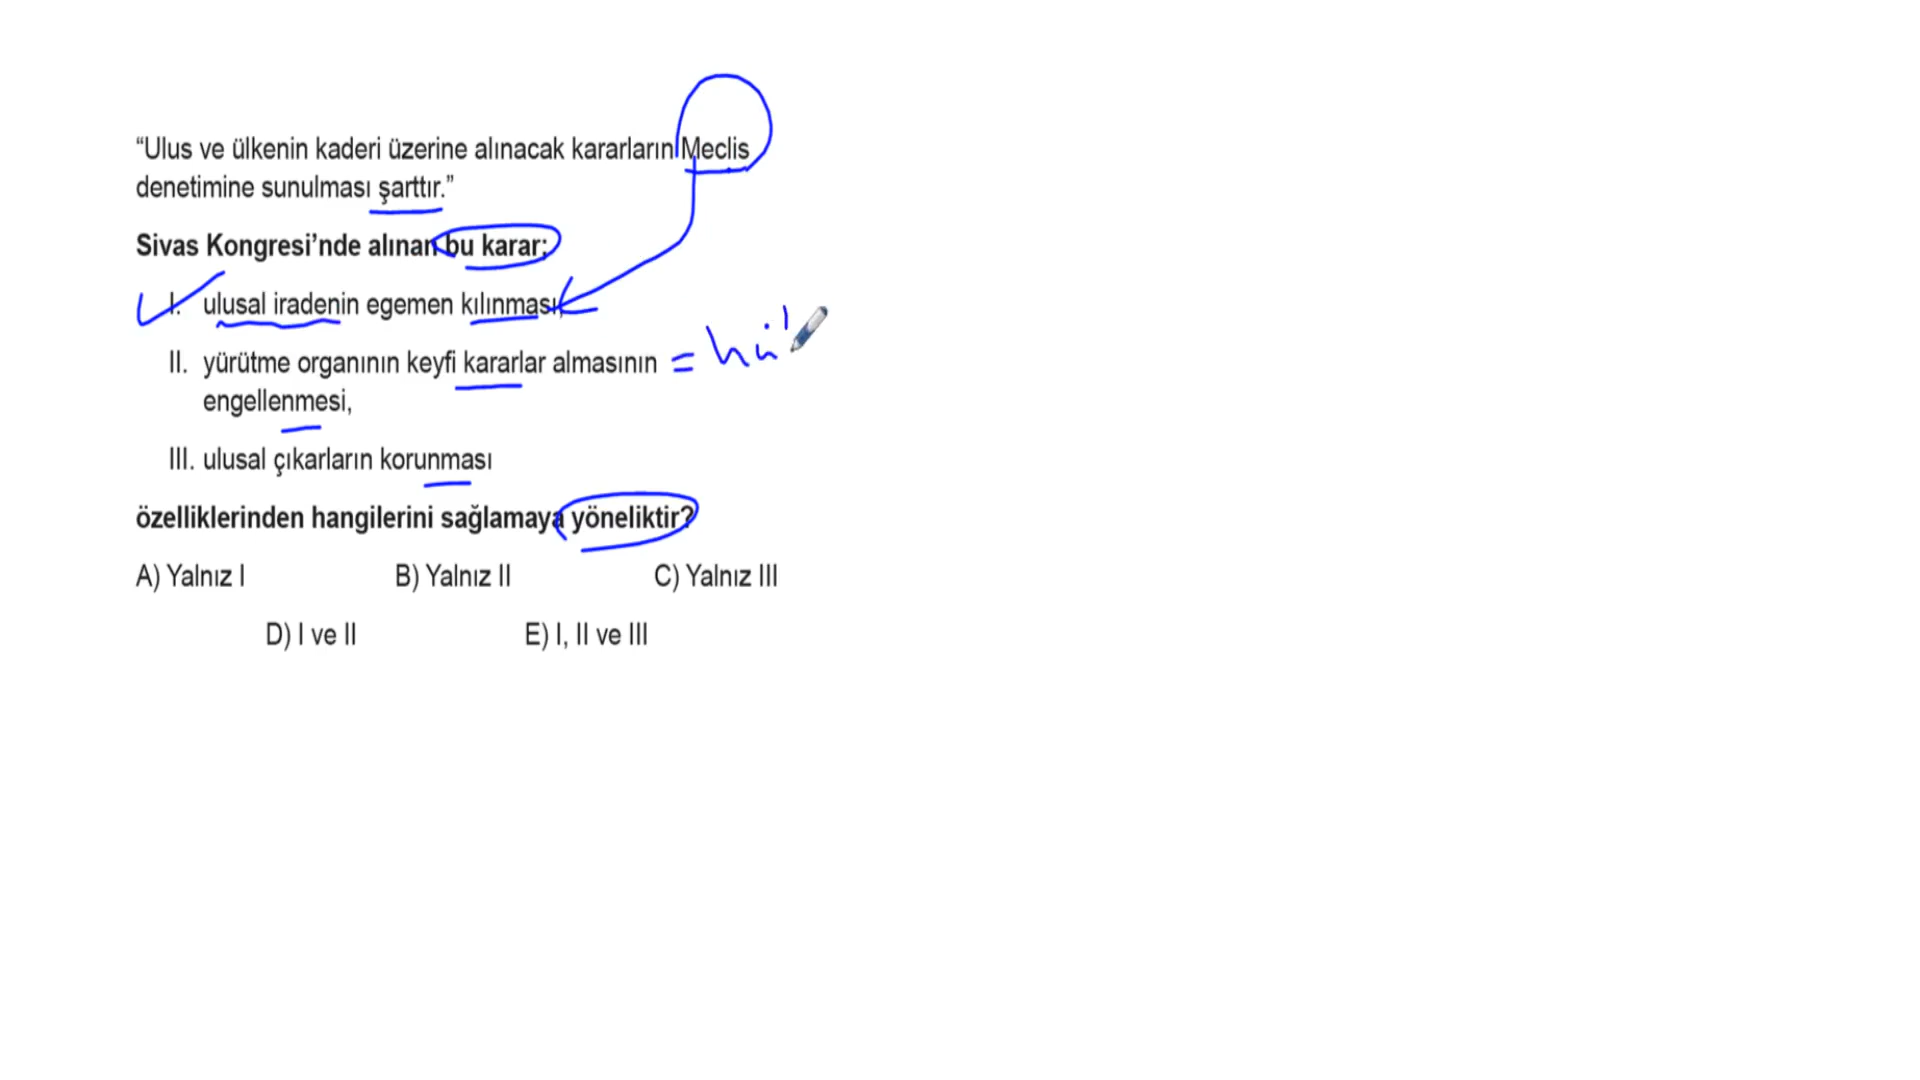 “Ulus ve ülkenin kaderi üzerine alınacak kararların Meclis
denetimine sunulması şarttır.”
Sivas Kongresi’nde alınan bu karar;
I. ulusal iradenin egemen kılınması,
II. yürütme organının keyfi kararlar almasının = hü
engellenmesi,
III. ulusal çıkarların korunması
özelliklerinden hangilerini sağlamaya yöneliktir?
A) Yalnız I B) Yalnız II C) Yalnız III
D) I ve II E) I, II ve III